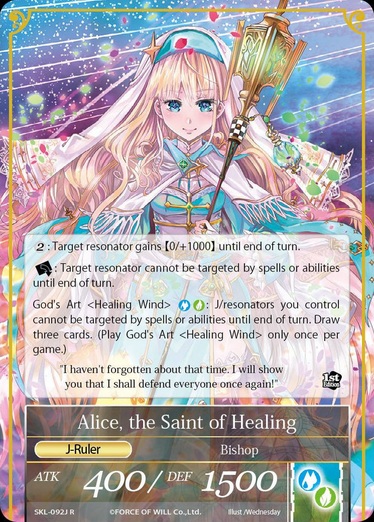 2 : Target resonator gains【0/+1000】until end of turn.
: Target resonator cannot be targeted by spells or abilities
until end of turn.
God's Art <Healing Wind> : J/resonators you control
cannot be targeted by spells or abilities until end of turn. Draw
three cards. (Play God's Art <Healing Wind> only once per
game.)
"I haven't forgotten about that time. I will show
you that I shall defend everyone once again!"
1st
Edition
Alice, the Saint of Healing
J-Ruler
Bishop
ATK 400/ DEF 1500
SKL-092J R ©FORCE OF WILL Co.,Ltd. Illust /Wednesday